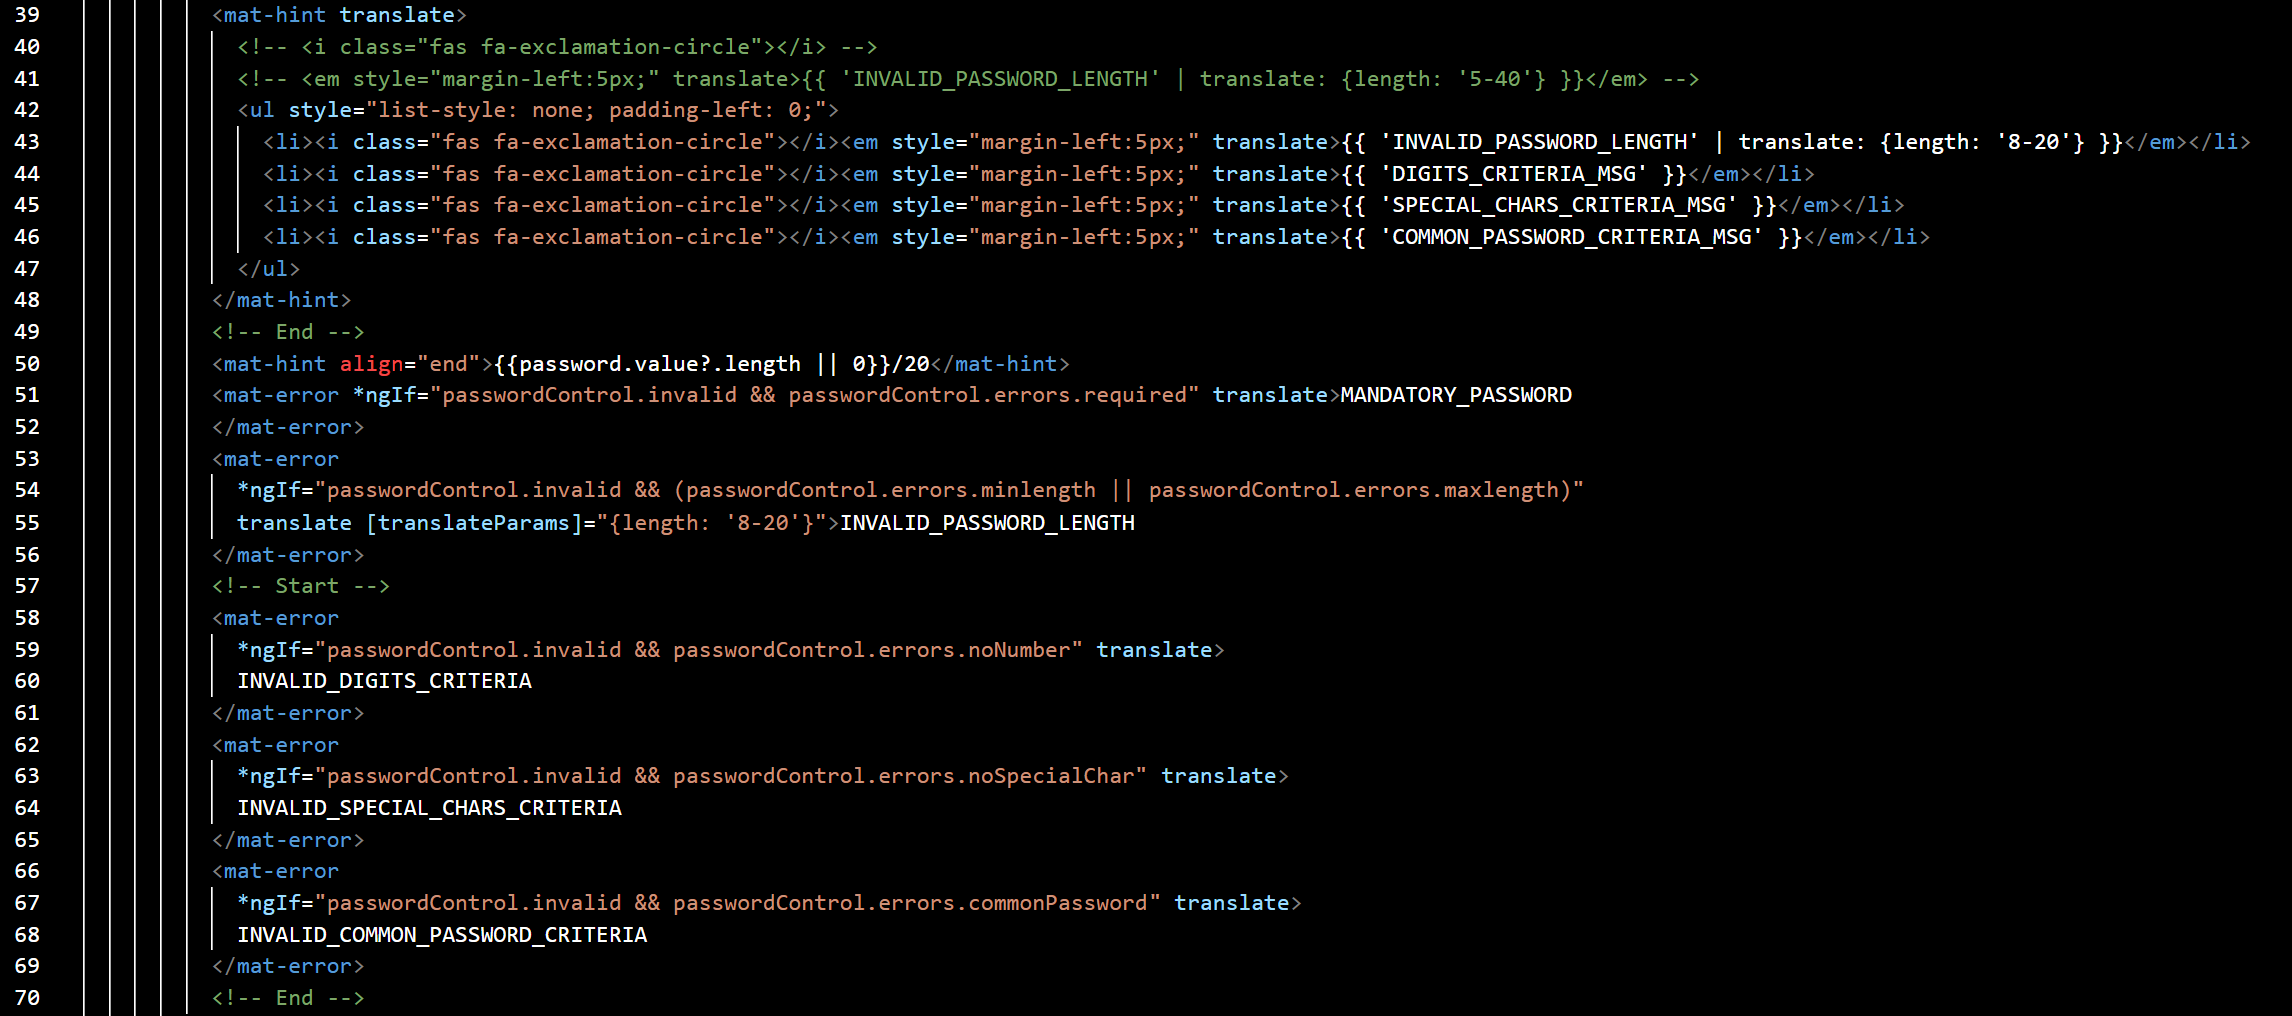 39 <mat-hint translate>
40 <!-- <i class="fas fa-exclamation-circle"></i> -->
41 <!-- <em style="margin-left:5px;" translate>{{ 'INVALID_PASSWORD_LENGTH' | translate: {length: '5-40'} }}</em> -->
42 <ul style="list-style: none; padding-left: 0;">
43 <li><i class="fas fa-exclamation-circle"></i><em style="margin-left:5px;" translate>{{ 'INVALID_PASSWORD_LENGTH' | translate: {length: '8-20'} }}</em></li>
44 <li><i class="fas fa-exclamation-circle"></i><em style="margin-left:5px;" translate>{{ 'DIGITS_CRITERIA_MSG' }}</em></li>
45 <li><i class="fas fa-exclamation-circle"></i><em style="margin-left:5px;" translate>{{ 'SPECIAL_CHARS_CRITERIA_MSG' }}</em></li>
46 <li><i class="fas fa-exclamation-circle"></i><em style="margin-left:5px;" translate>{{ 'COMMON_PASSWORD_CRITERIA_MSG' }}</em></li>
47 </ul>
48 </mat-hint>
49 <!-- End -->
50 <mat-hint align="end">{{password.value?.length || 0}}/20</mat-hint>
51 <mat-error *ngIf="passwordControl.invalid && passwordControl.errors.required" translate>MANDATORY_PASSWORD
52 </mat-error>
53 <mat-error
54 *ngIf="passwordControl.invalid && (passwordControl.errors.minlength || passwordControl.errors.maxlength)"
55 translate [translateParams]="{length: '8-20'}">INVALID_PASSWORD_LENGTH
56 </mat-error>
57 <!-- Start -->
58 <mat-error
59 *ngIf="passwordControl.invalid && passwordControl.errors.noNumber" translate>
60 INVALID_DIGITS_CRITERIA
61 </mat-error>
62 <mat-error
63 *ngIf="passwordControl.invalid && passwordControl.errors.noSpecialChar" translate>
64 INVALID_SPECIAL_CHARS_CRITERIA
65 </mat-error>
66 <mat-error
67 *ngIf="passwordControl.invalid && passwordControl.errors.commonPassword" translate>
68 INVALID_COMMON_PASSWORD_CRITERIA
69 </mat-error>
70 <!-- End -->